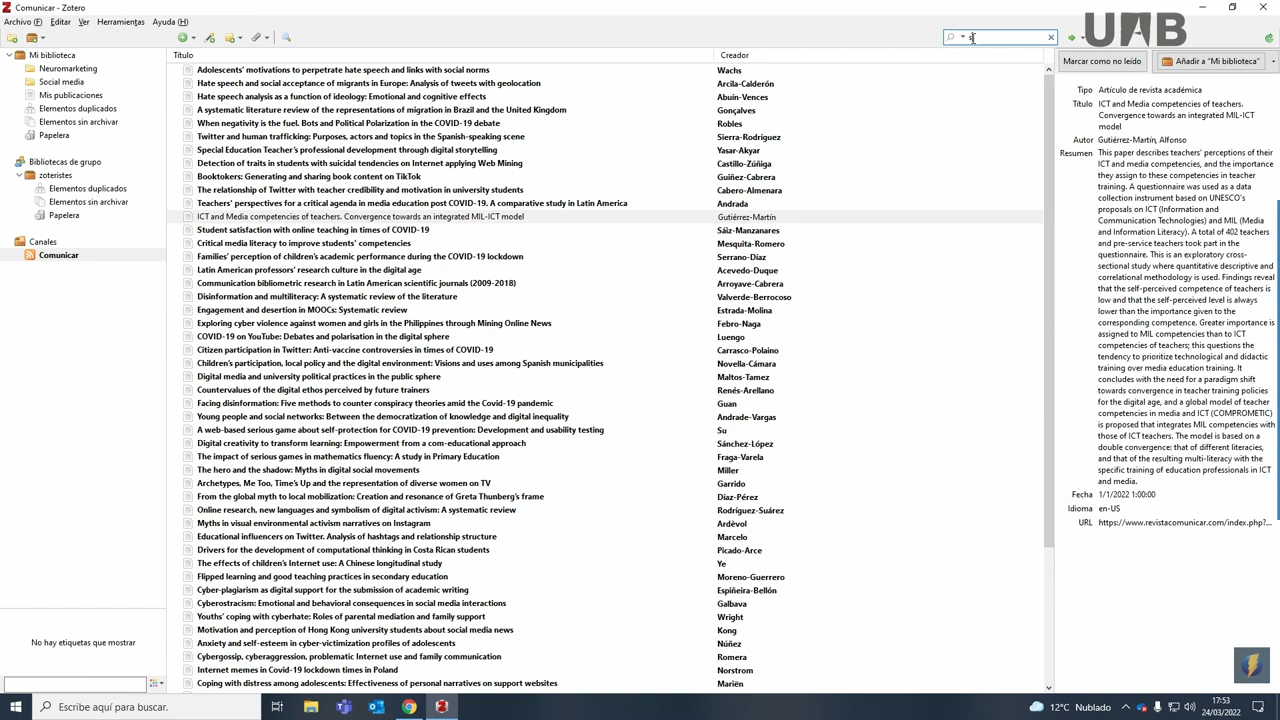 Comunicar - Zotero
Archivo (F) Editar Ver Herramientas Ayuda (H)
UAB
Mi biblioteca
Neuromarketing
Social media
Mis publicaciones
Elementos duplicados
Elementos sin archivar
Papelera
Bibliotecas de grupo
zoteristes
Elementos duplicados
Elementos sin archivar
Papelera
Canales
Comunicar
No hay etiquetas que mostrar
Título Creador
Adolescents' motivations to perpetrate hate speech and links with social norms Wachs
Hate speech and social acceptance of migrants in Europe: Analysis of tweets with geolocation Arcila-Calderón
Hate speech analysis as a function of ideology: Emotional and cognitive effects Abuín-Vences
A systematic literature review of the representations of migration in Brazil and the United Kingdom Gonçalves
When negativity is the fuel. Bots and Political Polarization in the COVID-19 debate Robles
Twitter and human trafficking: Purposes, actors and topics in the Spanish-speaking scene Sierra-Rodríguez
Special Education Teacher's professional development through digital storytelling Yasar-Akyar
Detection of traits in students with suicidal tendencies on Internet applying Web Mining Castillo-Zúñiga
Booktokers: Generating and sharing book content on TikTok Guiñez-Cabrera
The relationship of Twitter with teacher credibility and motivation in university students Cabero-Almenara
Teachers' perspectives for a critical agenda in media education post COVID-19. A comparative study in Latin America Andrada
ICT and Media competencies of teachers. Convergence towards an integrated MIL-ICT model Gutiérrez-Martín
Student satisfaction with online teaching in times of COVID-19 Sáiz-Manzanares
Critical media literacy to improve students' competencies Mesquita-Romero
Families' perception of children's academic performance during the COVID-19 lockdown Serrano-Díaz
Latin American professors' research culture in the digital age Acevedo-Duque
Communication bibliometric research in Latin American scientific journals (2009-2018) Arroyave-Cabrera
Disinformation and multiliteracy: A systematic review of the literature Valverde-Berrocoso
Engagement and desertion in MOOCs: Systematic review Estrada-Molina
Exploring cyber violence against women and girls in the Philippines through Mining Online News Febro-Naga
COVID-19 on YouTube: Debates and polarisation in the digital sphere Luengo
Citizen participation in Twitter: Anti-vaccine controversies in times of COVID-19 Carrasco-Polaino
Children's participation, local policy and the digital environment: Visions and uses among Spanish municipalities Novella-Cámara
Digital media and university political practices in the public sphere Maltos-Tamez
Countervalues of the digital ethos perceived by future trainers Renés-Arellano
Facing disinformation: Five methods to counter conspiracy theories amid the Covid-19 pandemic Guan
Young people and social networks: Between the democratization of knowledge and digital inequality Andrade-Vargas
A web-based serious game about self-protection for COVID-19 prevention: Development and usability testing Su
Digital creativity to transform learning: Empowerment from a com-educational approach Sánchez-López
The impact of serious games in mathematics fluency: A study in Primary Education Fraga-Varela
The hero and the shadow: Myths in digital social movements Miller
Archetypes, Me Too, Time's Up and the representation of diverse women on TV Garrido
From the global myth to local mobilization: Creation and resonance of Greta Thunberg's frame Díaz-Pérez
Online research, new languages and symbolism of digital activism: A systematic review Rodríguez-Suárez
Myths in visual environmental activism narratives on Instagram Ardèvol
Educational influencers on Twitter. Analysis of hashtags and relationship structure Marcelo
Drivers for the development of computational thinking in Costa Rican students Picado-Arce
The effects of children's Internet use: A Chinese longitudinal study Ye
Flipped learning and good teaching practices in secondary education Moreno-Guerrero
Cyber-plagiarism as digital support for the submission of academic writing Espiñeira-Bellón
Cyberostracism: Emotional and behavioral consequences in social media interactions Galbava
Youths' coping with cyberhate: Roles of parental mediation and family support Wright
Motivation and perception of Hong Kong university students about social media news Kong
Anxiety and self-esteem in cyber-victimization profiles of adolescents Núñez
Cybergossip, cyberaggression, problematic Internet use and family communication Romera
Internet memes in Covid-19 lockdown times in Poland Norstrom
Coping with distress among adolescents: Effectiveness of personal narratives on support websites Mariën
Marcar como no leído Añadir a "Mi biblioteca"
Tipo Artículo de revista académica
Título ICT and Media competencies of teachers.
Convergence towards an integrated MIL-ICT
model
Autor Gutiérrez-Martín, Alfonso
Resumen This paper describes teachers' perceptions of their
ICT and media competencies, and the importance
they assign to these competencies in teacher
training. A questionnaire was used as a data
collection instrument based on UNESCO's
proposals on ICT (Information and
Communication Technologies) and MIL (Media
and Information Literacy). A total of 402 teachers
and pre-service teachers took part in the
questionnaire. This is an exploratory cross-
sectional study where quantitative descriptive and
correlational methodology is used. Findings reveal
that the self-perceived competence of teachers is
low and that the self-perceived level is always
lower than the importance given to the
corresponding competence. Greater importance is
assigned to MIL competencies than to ICT
competencies of teachers; this questions the
tendency to prioritize technological and didactic
training over media education training. It
concludes with the need for a paradigm shift
towards convergence in teacher training policies
for the digital age, and a global model of teacher
competencies in media and ICT (COMPROMETIC)
is proposed that integrates MIL competencies with
those of ICT teachers. The model is based on a
double convergence: that of different literacies,
and that of the resulting multi-literacy with the
specific training of education professionals in ICT
and media.
Fecha 1/1/2022 1:00:00
Idioma en-US
URL https://www.revistacomunicar.com/index.php?...
Escribe aquí para buscar.
12°C Nublado
17:53
24/03/2022